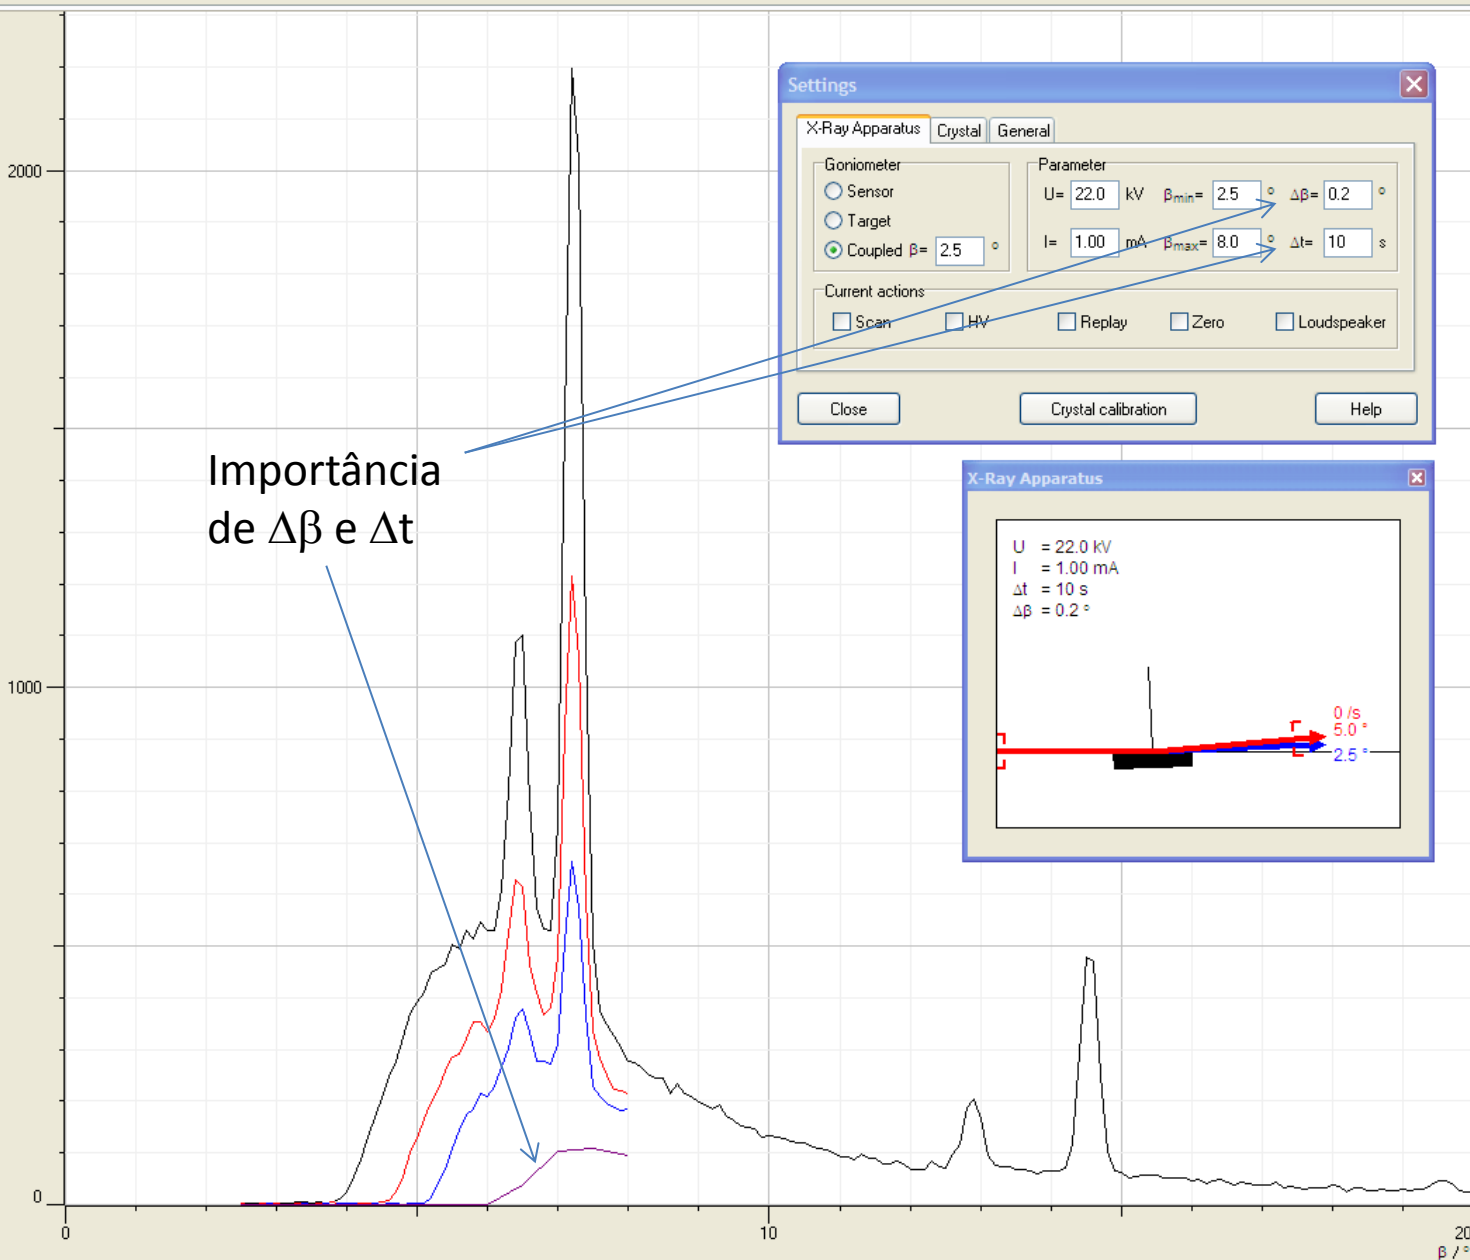 Settings
X-Ray Apparatus Crystal General
Goniometer
Sensor
Target
Coupled β= 2.5 °
Parameter
U= 22.0 kV βmin= 2.5 ° Δβ= 0.2 °
I= 1.00 mA βmax= 8.0 ° Δt= 10 s
Current actions
Scan HV Replay Zero Loudspeaker
Close Crystal calibration Help
2000
Importância
de Δβ e Δt
X-Ray Apparatus
U = 22.0 kV
I = 1.00 mA
Δt = 10 s
Δβ = 0.2 °
0 /s
5.0 °
2.5 °
1000
0
0 10 20
β / °